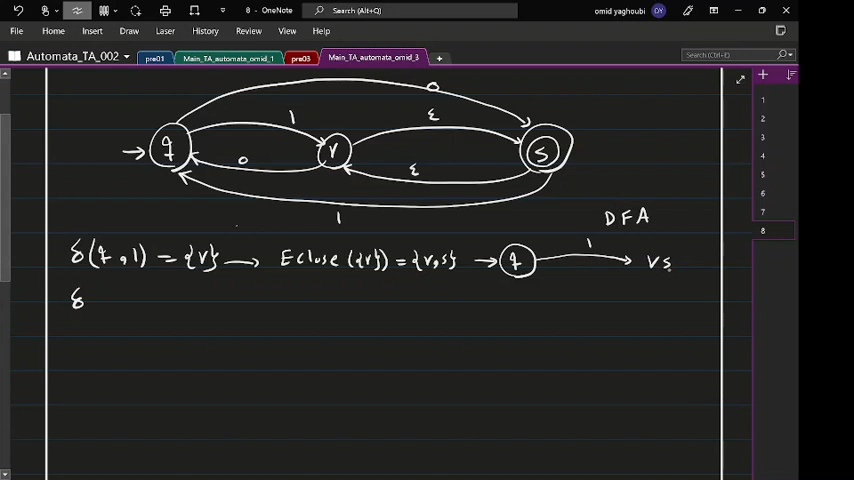 8 - OneNote
Search (Alt+Q)
omid yaghoubi
OY
File Home Insert Draw History Review View Help
Automata_TA_002
pre01
Main_TA_automata_omid_1
pre03
Main_TA_automata_omid_3
Search (Ctrl+E)
1
2
3
4
5
6
7
8
0
1 ε
q r s
0 ε
1
DFA
δ(q,1) = {r} → Eclose({r}) = {r,s} → q 1→ rs
δ